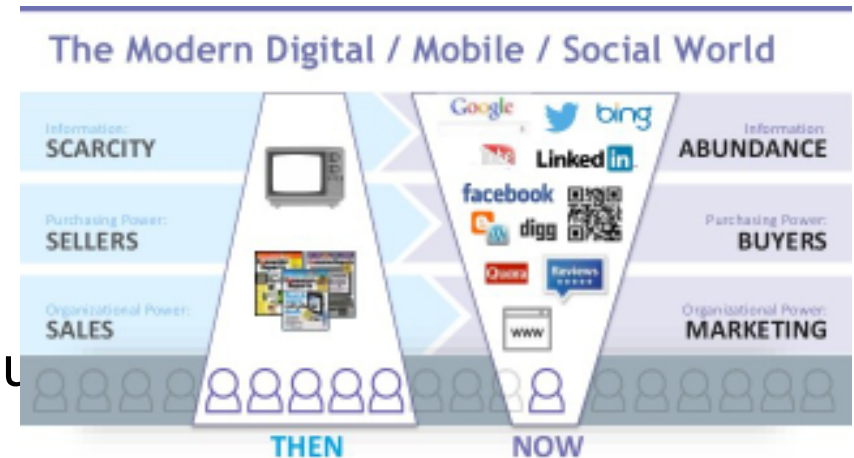 The Modern Digital / Mobile / Social World
Information:
SCARCITY
Purchasing Power:
SELLERS
Organizational Power:
SALES
Google
bing
Linked in
facebook
digg
Quora
Reviews
www
Information:
ABUNDANCE
Purchasing Power:
BUYERS
Organizational Power:
MARKETING
THEN
NOW